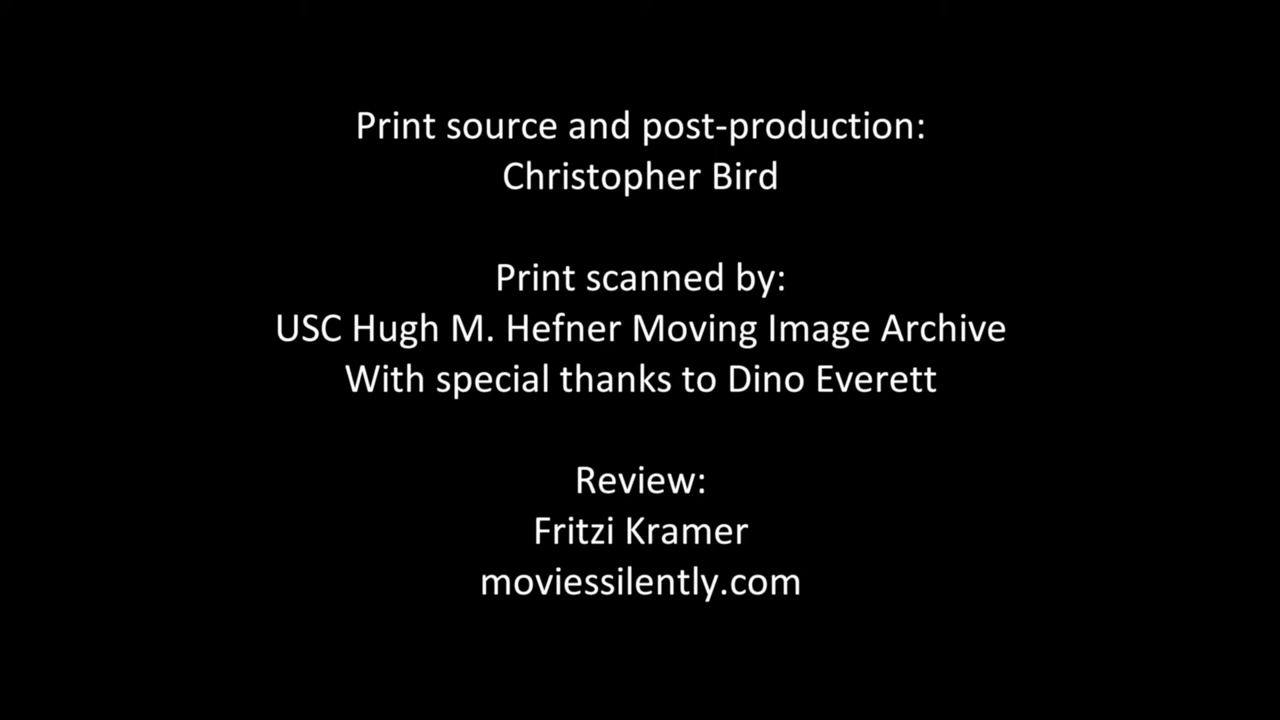 Print source and post-production:
Christopher Bird
Print scanned by:
USC Hugh M. Hefner Moving Image Archive
With special thanks to Dino Everett
Review:
Fritzi Kramer
moviessilently.com